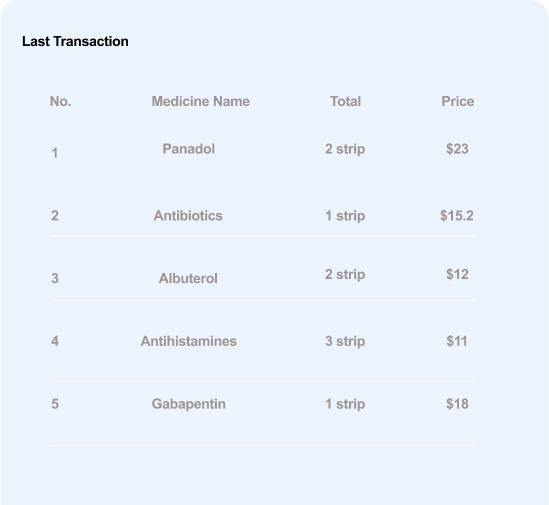 Last Transaction
No. Medicine Name Total Price
1 Panadol 2 strip $23
2 Antibiotics 1 strip $15.2
3 Albuterol 2 strip $12
4 Antihistamines 3 strip $11
5 Gabapentin 1 strip $18